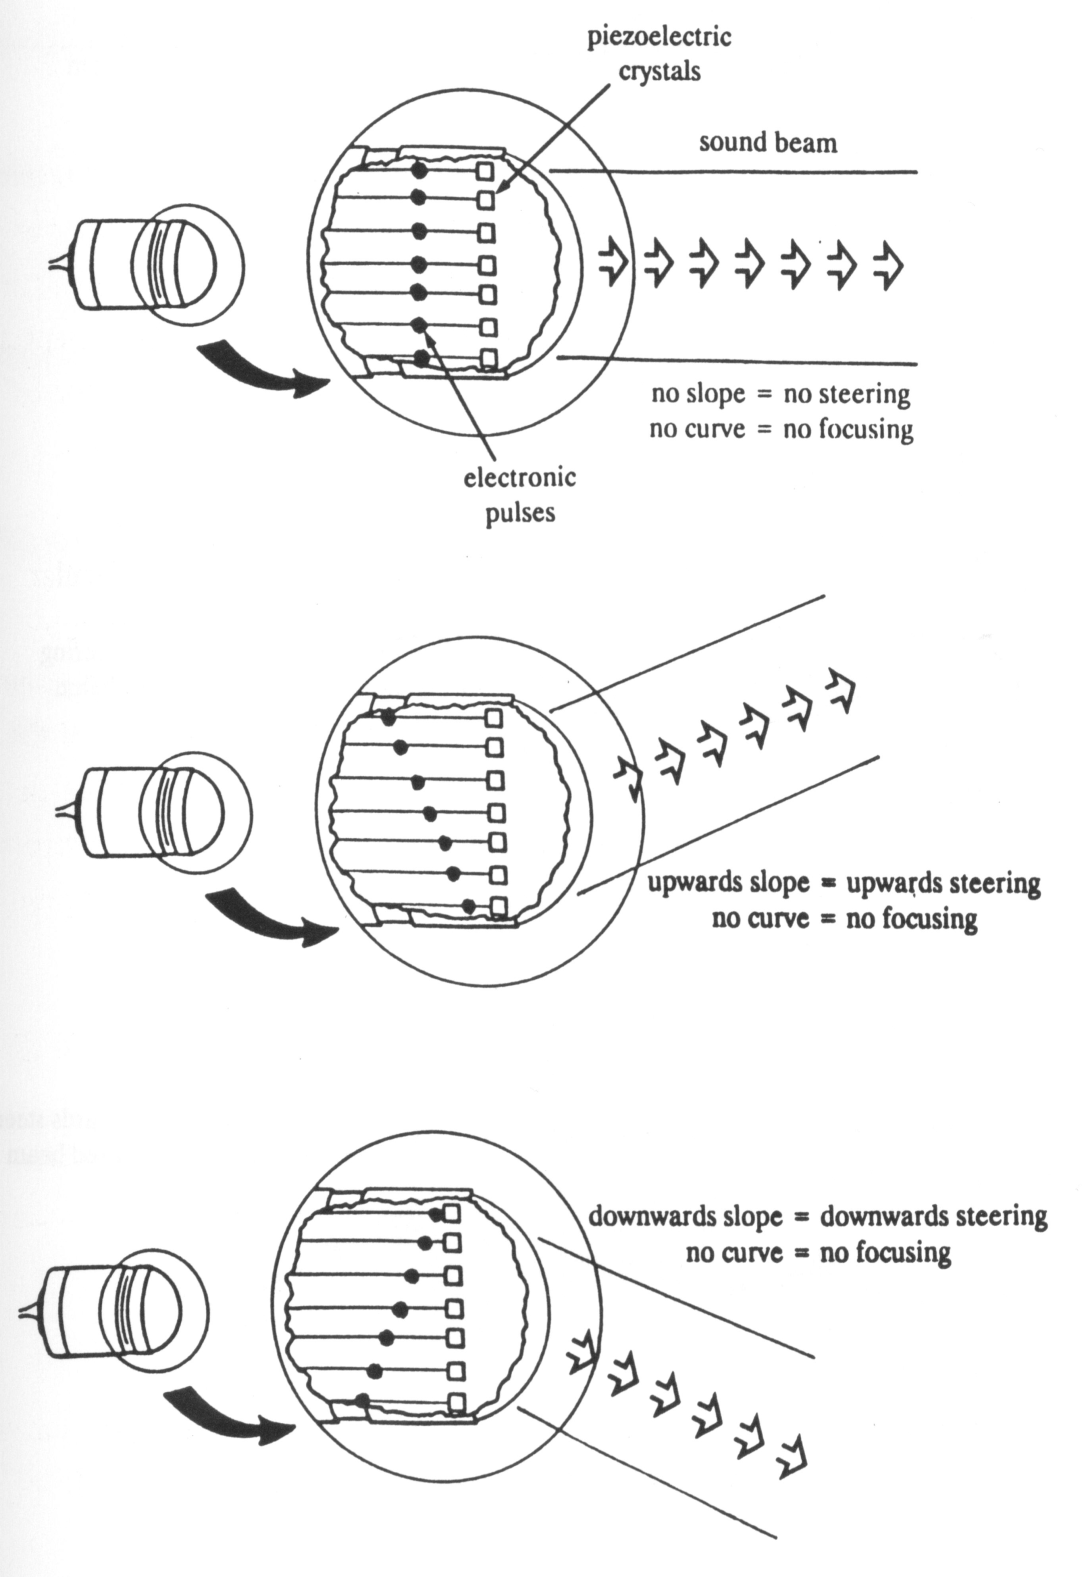 piezoelectric
crystals
sound beam
no slope = no steering
no curve = no focusing
electronic
pulses
upwards slope = upwards steering
no curve = no focusing
downwards slope = downwards steering
no curve = no focusing